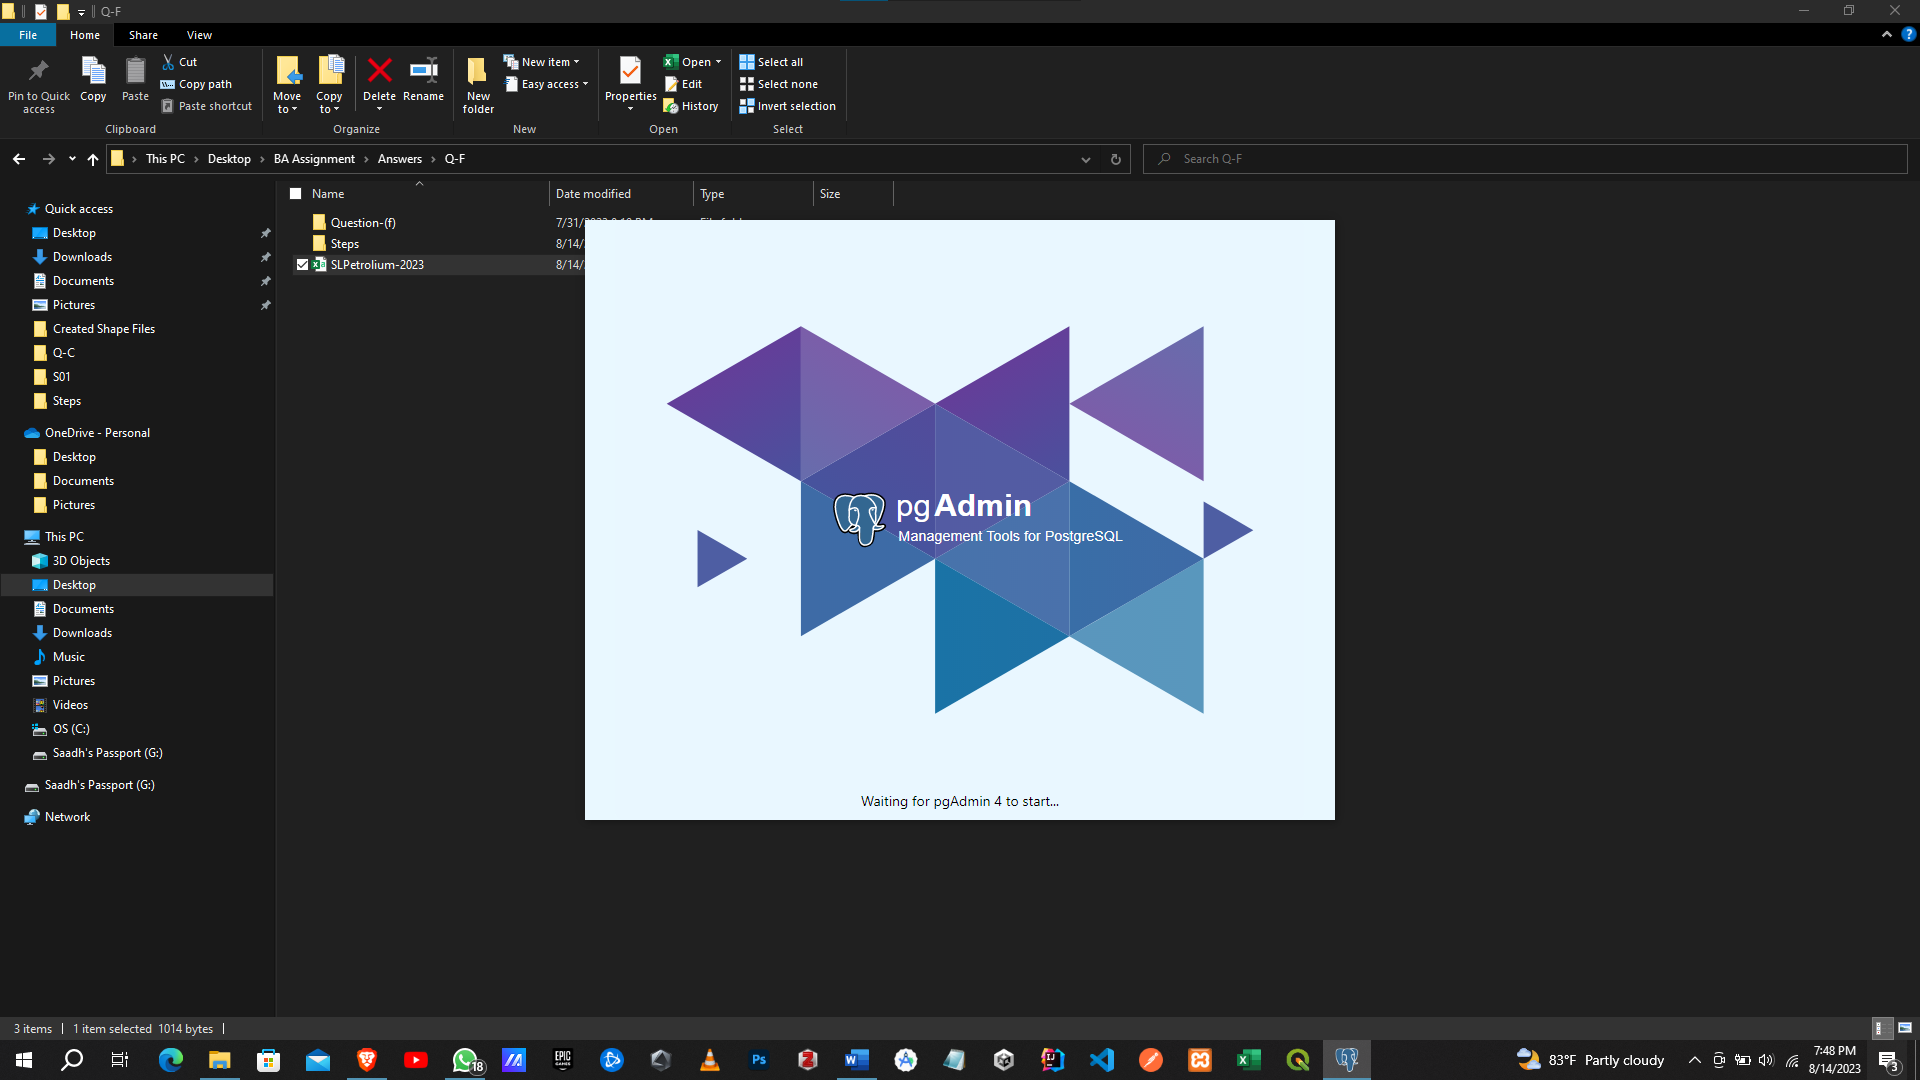 Q-F
File Home Share View
Pin to Quick access
Copy
Paste
Cut
Copy path
Paste shortcut
Clipboard
Move to
Copy to
Delete
Rename
Organize
New folder
New item
Easy access
New
Properties
Open
Edit
History
Open
Select all
Select none
Invert selection
Select
This PC › Desktop › BA Assignment › Answers › Q-F
Search Q-F
Name Date modified Type Size
Question-(f)
Steps 8/14/
SLPetrolium-2023 8/14/
Quick access
Desktop
Downloads
Documents
Pictures
Created Shape Files
Q-C
S01
Steps
OneDrive - Personal
Desktop
Documents
Pictures
This PC
3D Objects
Desktop
Documents
Downloads
Music
Pictures
Videos
OS (C:)
Saadh's Passport (G:)
Saadh's Passport (G:)
Network
pgAdmin
Management Tools for PostgreSQL
Waiting for pgAdmin 4 to start...
3 items 1 item selected 1014 bytes
18
EPIC GAMES
Ps
83°F Partly cloudy
7:48 PM
8/14/2023
3